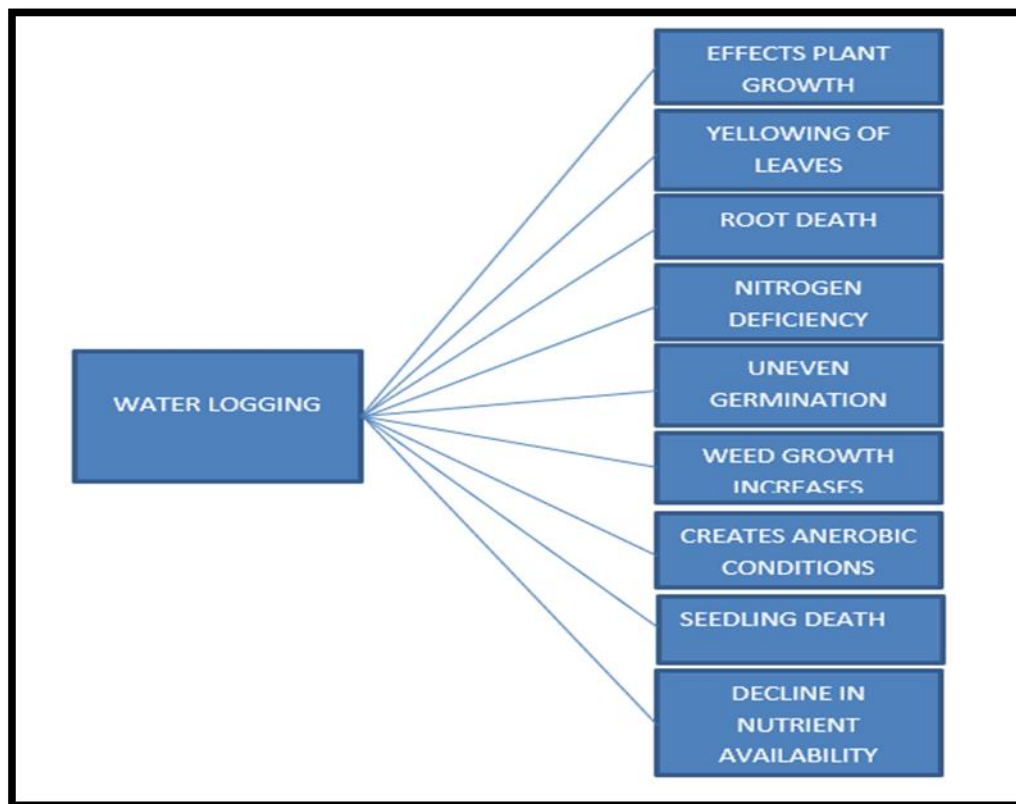 EFFECTS PLANT
GROWTH
YELLOWING OF
LEAVES
ROOT DEATH
NITROGEN
DEFICIENCY
WATER LOGGING
UNEVEN
GERMINATION
WEED GROWTH
INCREASES
CREATES ANEROBIC
CONDITIONS
SEEDLING DEATH
DECLINE IN
NUTRIENT
AVAILABILITY